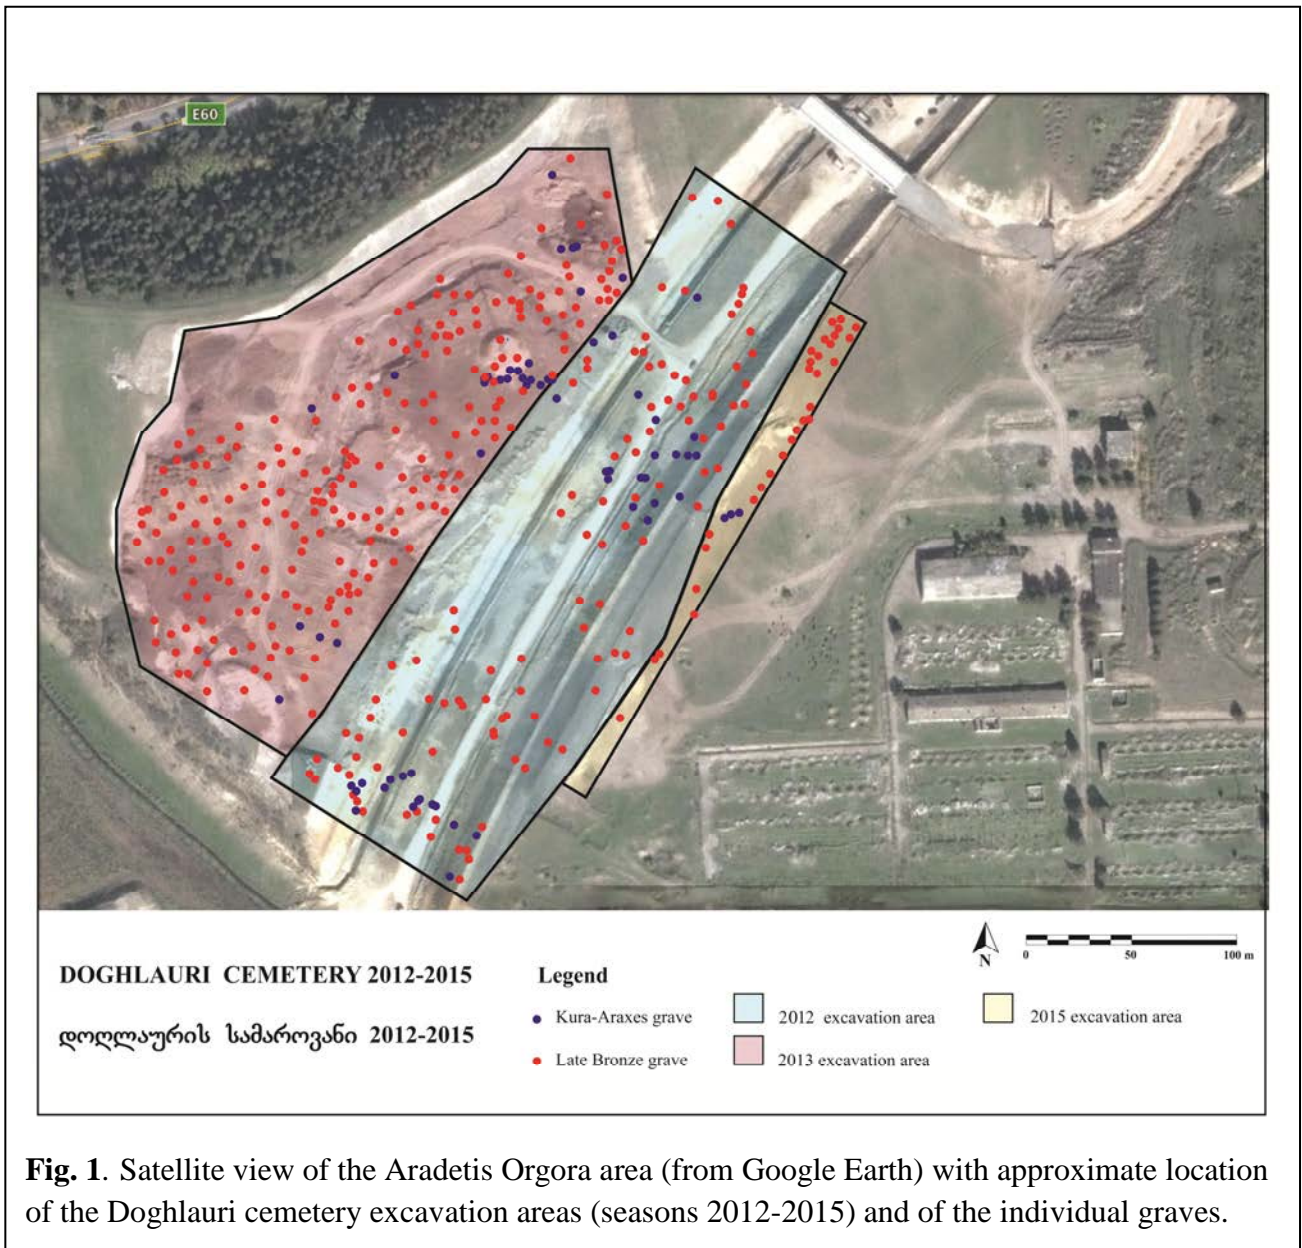 E60
DOGHLAURI CEMETERY 2012-2015
დოღლაურის სამაროვანი 2012-2015
Legend
Kura-Araxes grave
Late Bronze grave
2012 excavation area
2013 excavation area
2015 excavation area
N
0 50 100 m
Fig. 1. Satellite view of the Aradetis Orgora area (from Google Earth) with approximate location
of the Doghlauri cemetery excavation areas (seasons 2012-2015) and of the individual graves.